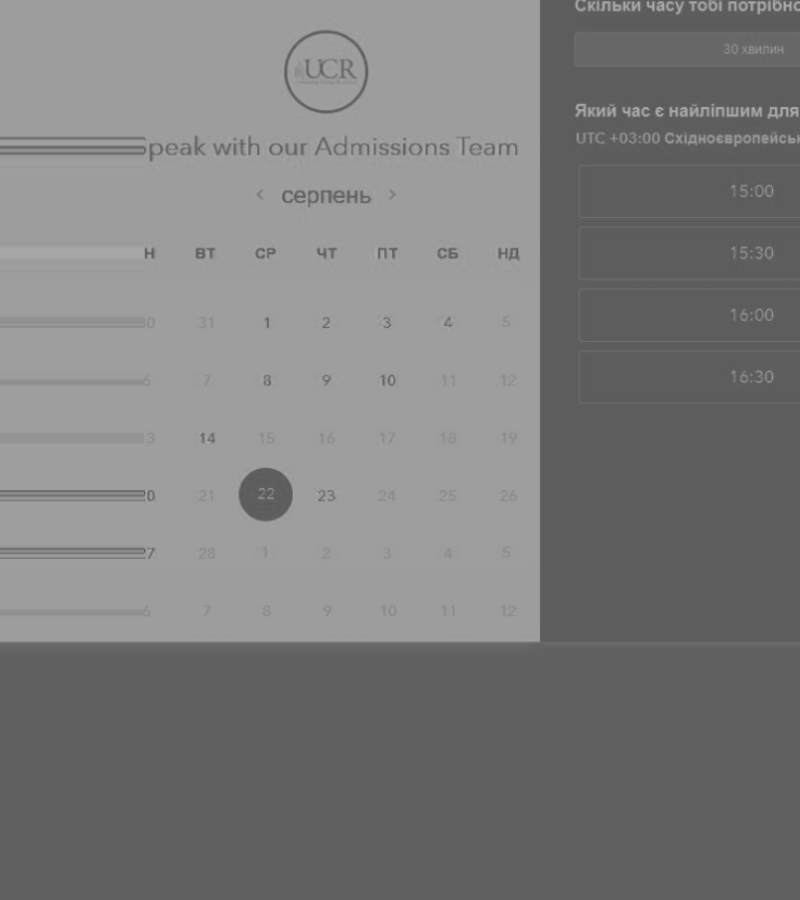 UCR
peak with our Admissions Team
< серпень >
Н ВТ СР ЧТ ПТ СБ НД
0 31 1 2 3 4 5
6 7 8 9 10 11 12
3 14 15 16 17 18 19
20 21 22 23 24 25 26
27 28 1 2 3 4 5
6 7 8 9 10 11 12
Скільки часу тобі потрібно
30 хвилин
Який час є найліпшим для
UTC +03:00 Східноєвропейськ
15:00
15:30
16:00
16:30